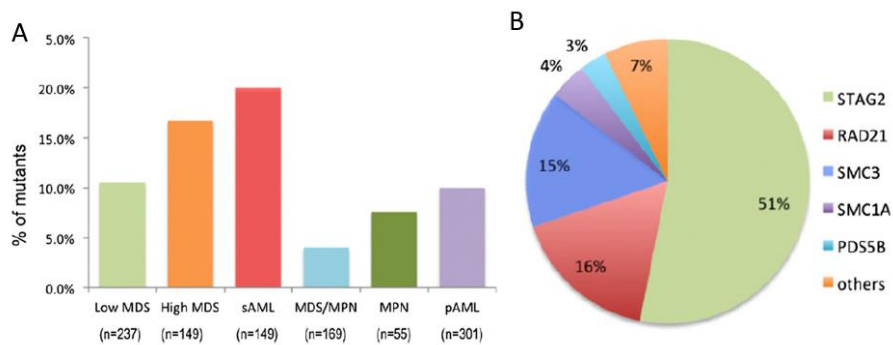 A
5.0%
20.0%
15.0%
10.0%
5.0%
0.0%
% of mutants
Low MDS High MDS sAML MDS/MPN MPN pAML
(n=237) (n=149) (n=149) (n=169) (n=55) (n=301)
B
3%
4%
7%
15%
51%
16%
STAG2
RAD21
SMC3
SMC1A
PDS5B
others